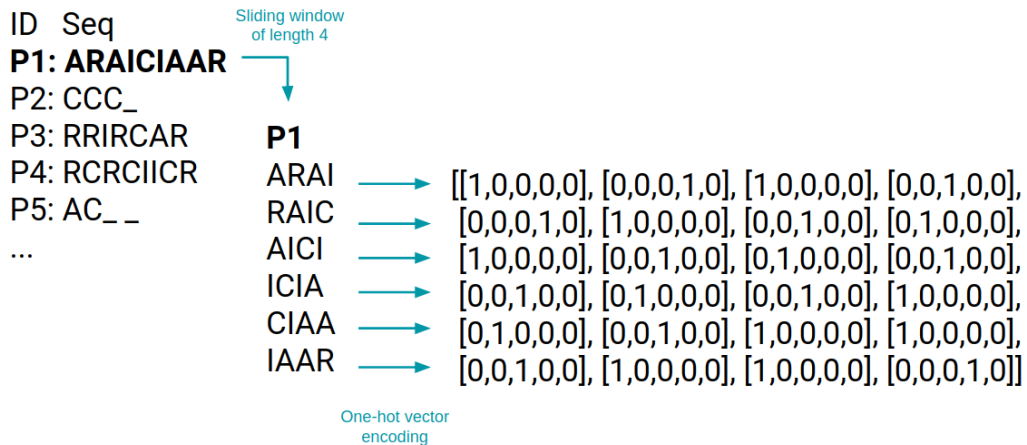 ID Seq
Sliding window
of length 4
P1: ARAICIAAR
P2: CCC_
P3: RRIRCAR
P4: RCRCIICR
P5: AC_ _
...
P1
ARAI [[1,0,0,0,0], [0,0,0,1,0], [1,0,0,0,0], [0,0,1,0,0],
RAIC [0,0,0,1,0], [1,0,0,0,0], [0,0,1,0,0], [0,1,0,0,0],
AICI [1,0,0,0,0], [0,0,1,0,0], [0,1,0,0,0], [0,0,1,0,0],
ICIA [0,0,1,0,0], [0,1,0,0,0], [0,0,1,0,0], [1,0,0,0,0],
CIAA [0,1,0,0,0], [0,0,1,0,0], [1,0,0,0,0], [1,0,0,0,0],
IAAR [0,0,1,0,0], [1,0,0,0,0], [1,0,0,0,0], [0,0,0,1,0]]
One-hot vector
encoding